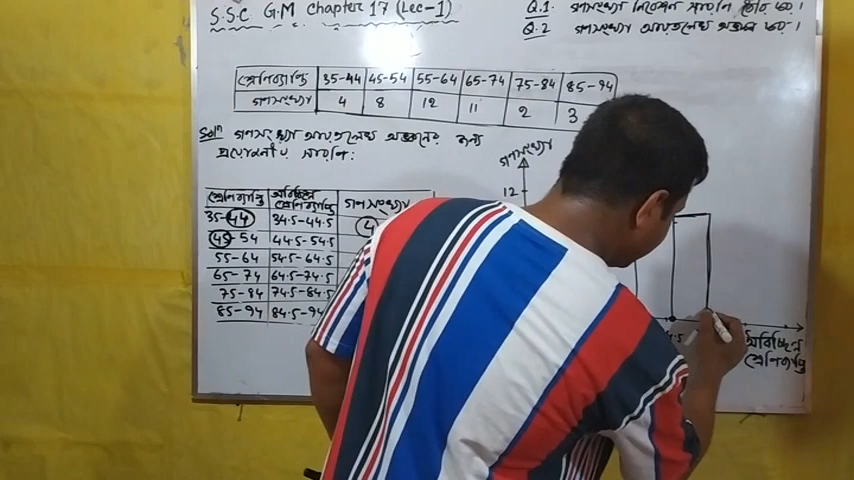 S.S.C G.M Chapter 17 (Lec-1)
Q.1. গণসংখ্যা নিবেশন সারণি তৈরি কর।
Q.2 গণসংখ্যা আয়তলেখ অঙ্কন কর।
শ্রেণিব্যাপ্তি 35-44 45-54 55-64 65-74 75-84 85-94
গণসংখ্যা 4 8 12 11 2 3
Solⁿ গণসংখ্যা আয়তলেখ অঙ্কনের জন্য
প্রয়োজনীয় সারণি:
গণসংখ্যা
12
শ্রেণিব্যাপ্তি অবিচ্ছিন্ন শ্রেণিব্যাপ্তি গণসংখ্যা
35-44 34.5-44.5 4
45-54 44.5-54.5
55-64 54.5-64.5
65-74 64.5-74.5
75-84 74.5-84.5
85-94 84.5-94
অবিচ্ছিন্ন
শ্রেণিব্যাপ্তি